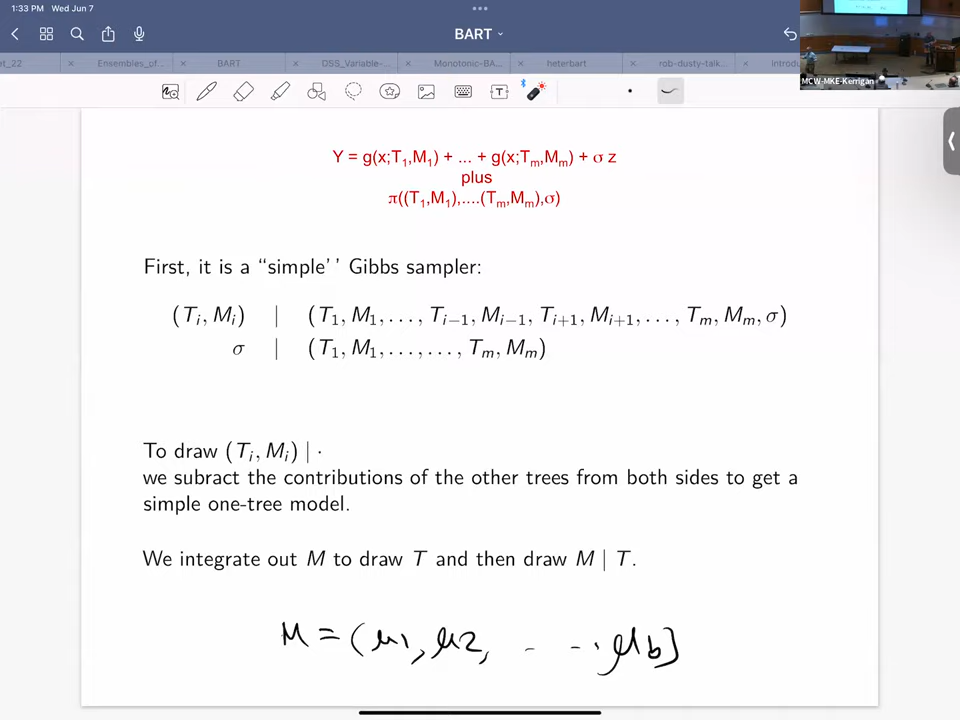 1:33 PM Wed Jun 7
BART
et_22
Ensembles_of...
BART
OSS_Variable-...
Monotonic-BA...
heterbart
rob-dusty-talk...
introdu
MCW-MKE-Kerrigan
Y = g(x;T₁,M₁) + ... + g(x;Tₘ,Mₘ) + σ z
plus
π((T₁,M₁),....(Tₘ,Mₘ),σ)
First, it is a “simple’’ Gibbs sampler:
(Tᵢ, Mᵢ) | (T₁, M₁, . . . , Tᵢ₋₁, Mᵢ₋₁, Tᵢ₊₁, Mᵢ₊₁, . . . , Tₘ, Mₘ, σ)
σ | (T₁, M₁, . . . , . . . , Tₘ, Mₘ)
To draw (Tᵢ, Mᵢ) | ·
we subract the contributions of the other trees from both sides to get a
simple one-tree model.
We integrate out M to draw T and then draw M | T.
M = (μ1, μ2, - - · , μb)